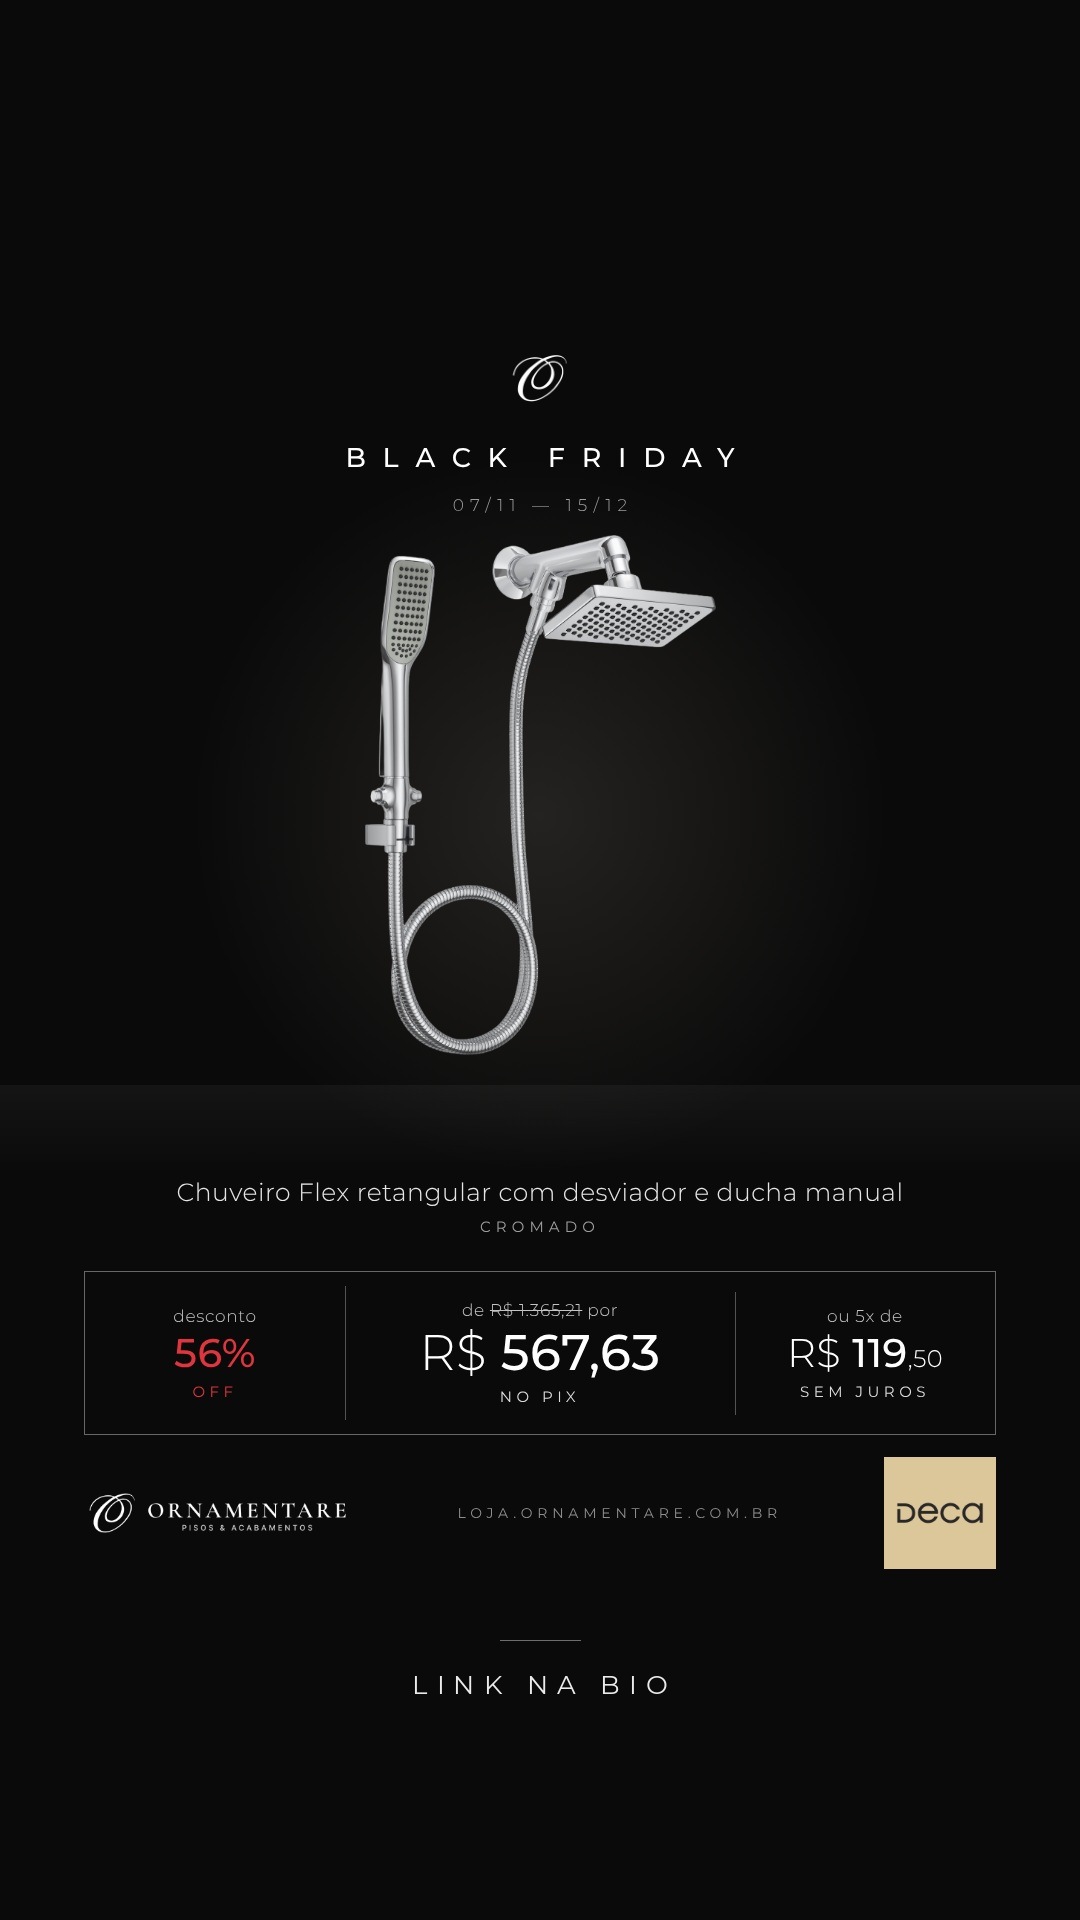 BLACK FRIDAY
07/11 — 15/12
Chuveiro Flex retangular com desviador e ducha manual
CROMADO
desconto
56%
OFF
de R$ 1.365,21 por
R$ 567,63
NO PIX
ou 5x de
R$ 119,50
SEM JUROS
ORNAMENTARE
PISOS & ACABAMENTOS
LOJA.ORNAMENTARE.COM.BR
Deca
LINK NA BIO